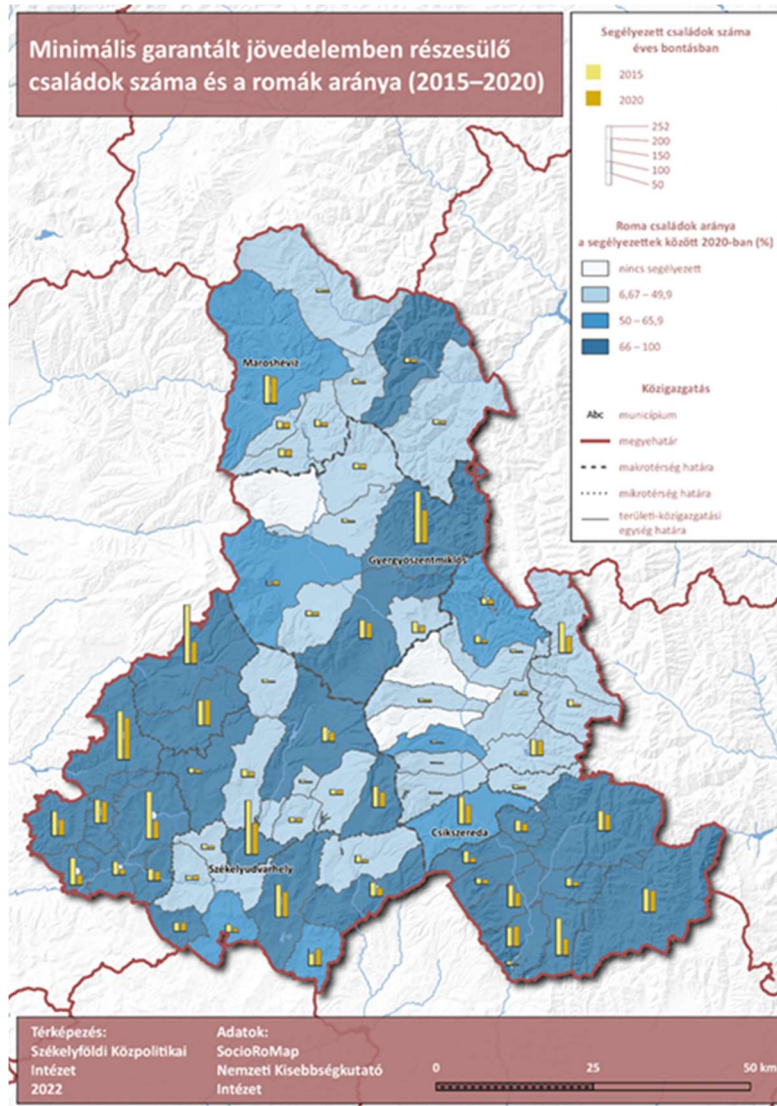 Minimális garantált jövedelemben részesülő
családok száma és a romák aránya (2015–2020)
Segélyezett családok száma
éves bontásban
2015
2020
252
200
150
100
50
Roma családok aránya
a segélyezettek között 2020-ban (%)
nincs segélyezett
6,67 – 49,9
50 – 65,9
66 – 100
Közigazgatás
Abc municípium
megyehatár
makrotérség határa
mikrotérség határa
területi-közigazgatási
egység határa
Maroshévíz
Gyergyószentmiklós
Csíkszereda
Székelyudvarhely
Térképezés:
Székelyföldi Közpolitikai
Intézet
2022
Adatok:
SocioRoMap
Nemzeti Kisebbségkutató
Intézet
0 25 50 km